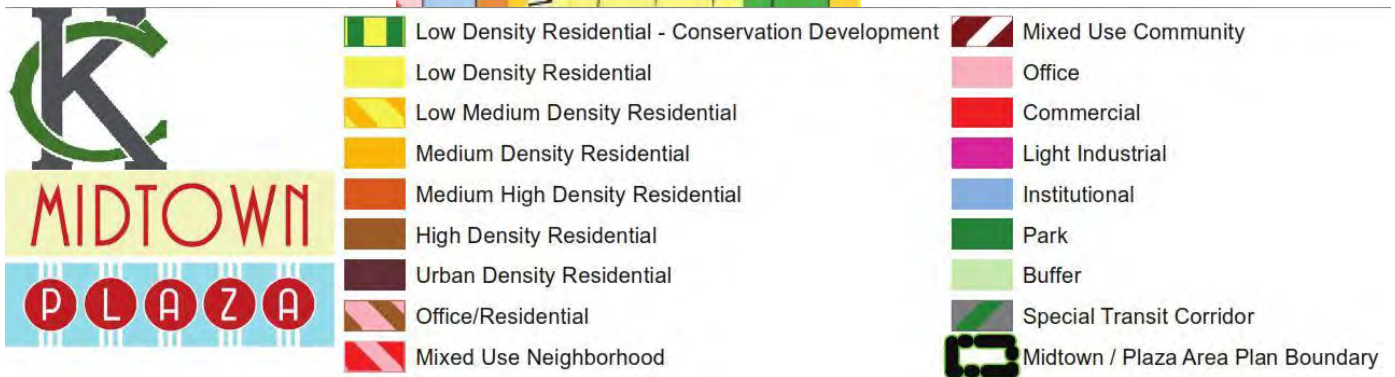 KC
MIDTOWN
PLAZA
Low Density Residential - Conservation Development
Low Density Residential
Low Medium Density Residential
Medium Density Residential
Medium High Density Residential
High Density Residential
Urban Density Residential
Office/Residential
Mixed Use Neighborhood
Mixed Use Community
Office
Commercial
Light Industrial
Institutional
Park
Buffer
Special Transit Corridor
Midtown / Plaza Area Plan Boundary